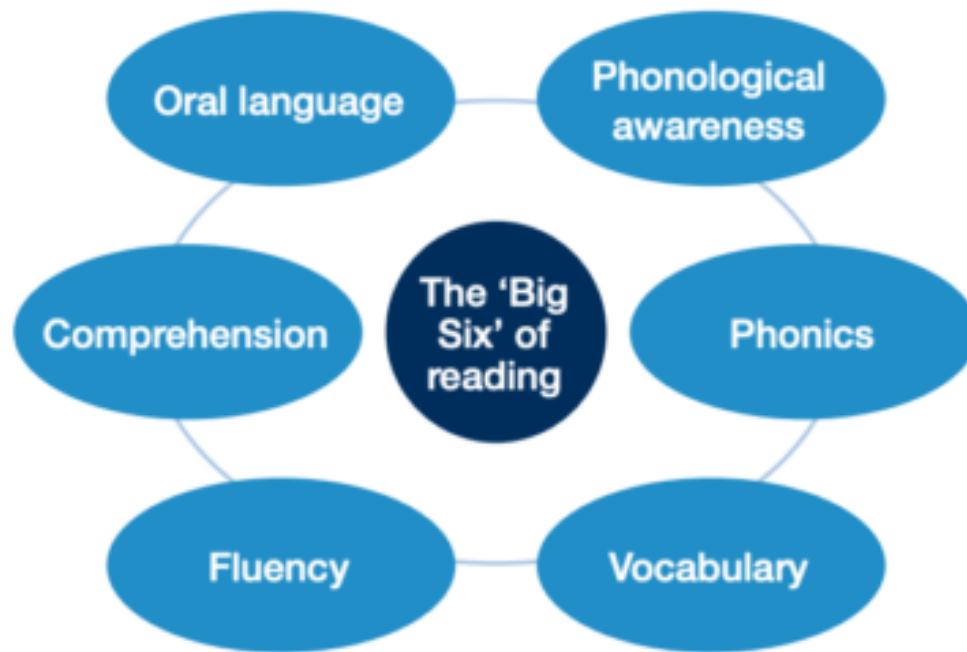 Oral language
Phonological
awareness
Comprehension
The ‘Big
Six’ of
reading
Phonics
Fluency
Vocabulary